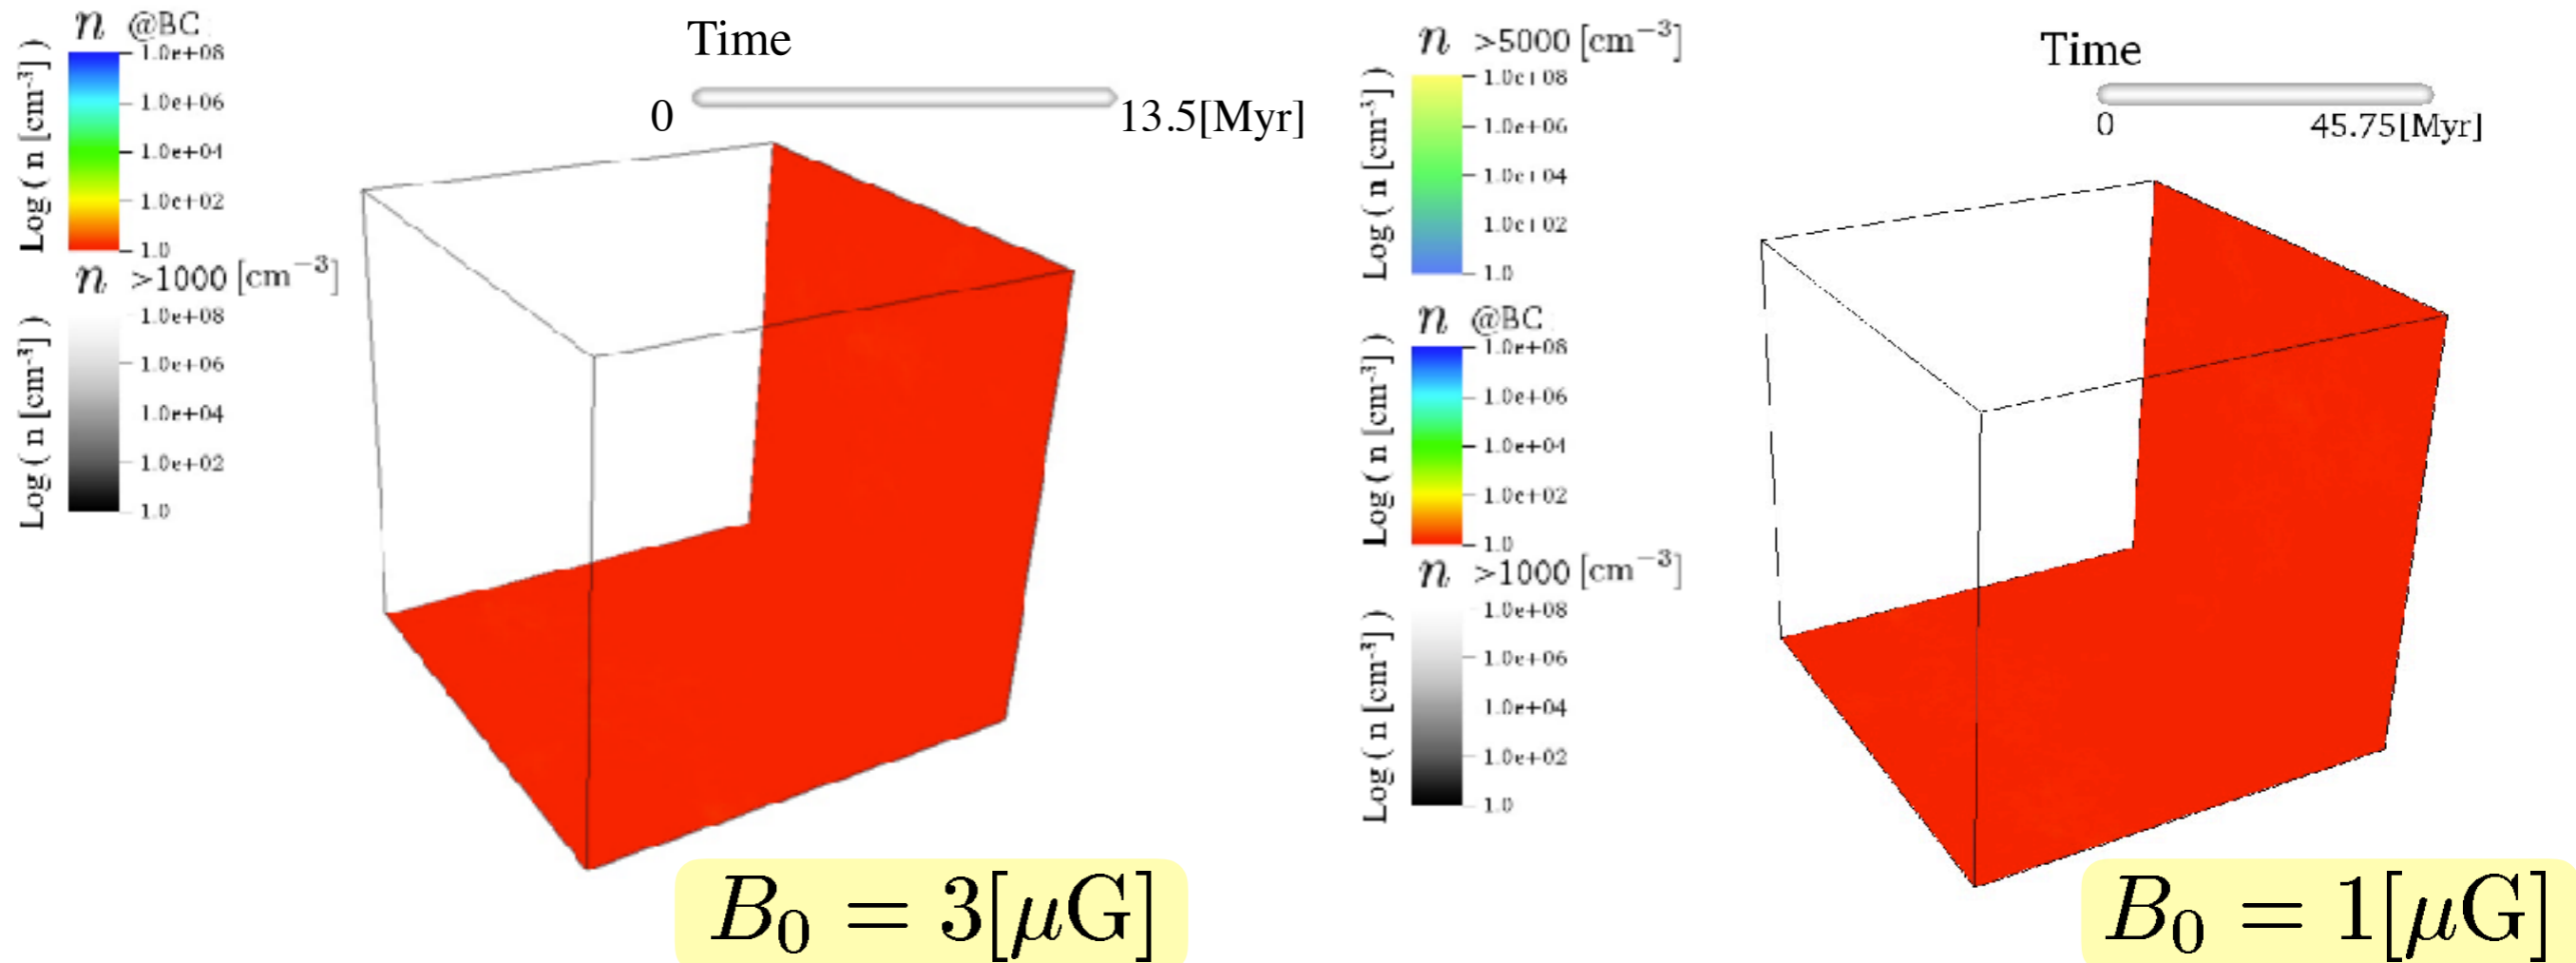 n @BC
Log ( n [cm⁻³] )
1.0e+08
1.0e+06
1.0e+04
1.0e+02
1.0
n >1000 [cm⁻³]
Log ( n [cm⁻³] )
1.0e+08
1.0e+06
1.0e+04
1.0e+02
1.0
Time
0
13.5[Myr]
B₀ = 3[μG]
n >5000 [cm⁻³]
Log ( n [cm⁻³] )
1.0e+08
1.0e+06
1.0e+04
1.0e+02
1.0
n @BC
Log ( n [cm⁻³] )
1.0e+08
1.0e+06
1.0e+04
1.0e+02
1.0
n >1000 [cm⁻³]
Log ( n [cm⁻³] )
1.0e+08
1.0e+06
1.0e+04
1.0e+02
1.0
Time
0
45.75[Myr]
B₀ = 1[μG]